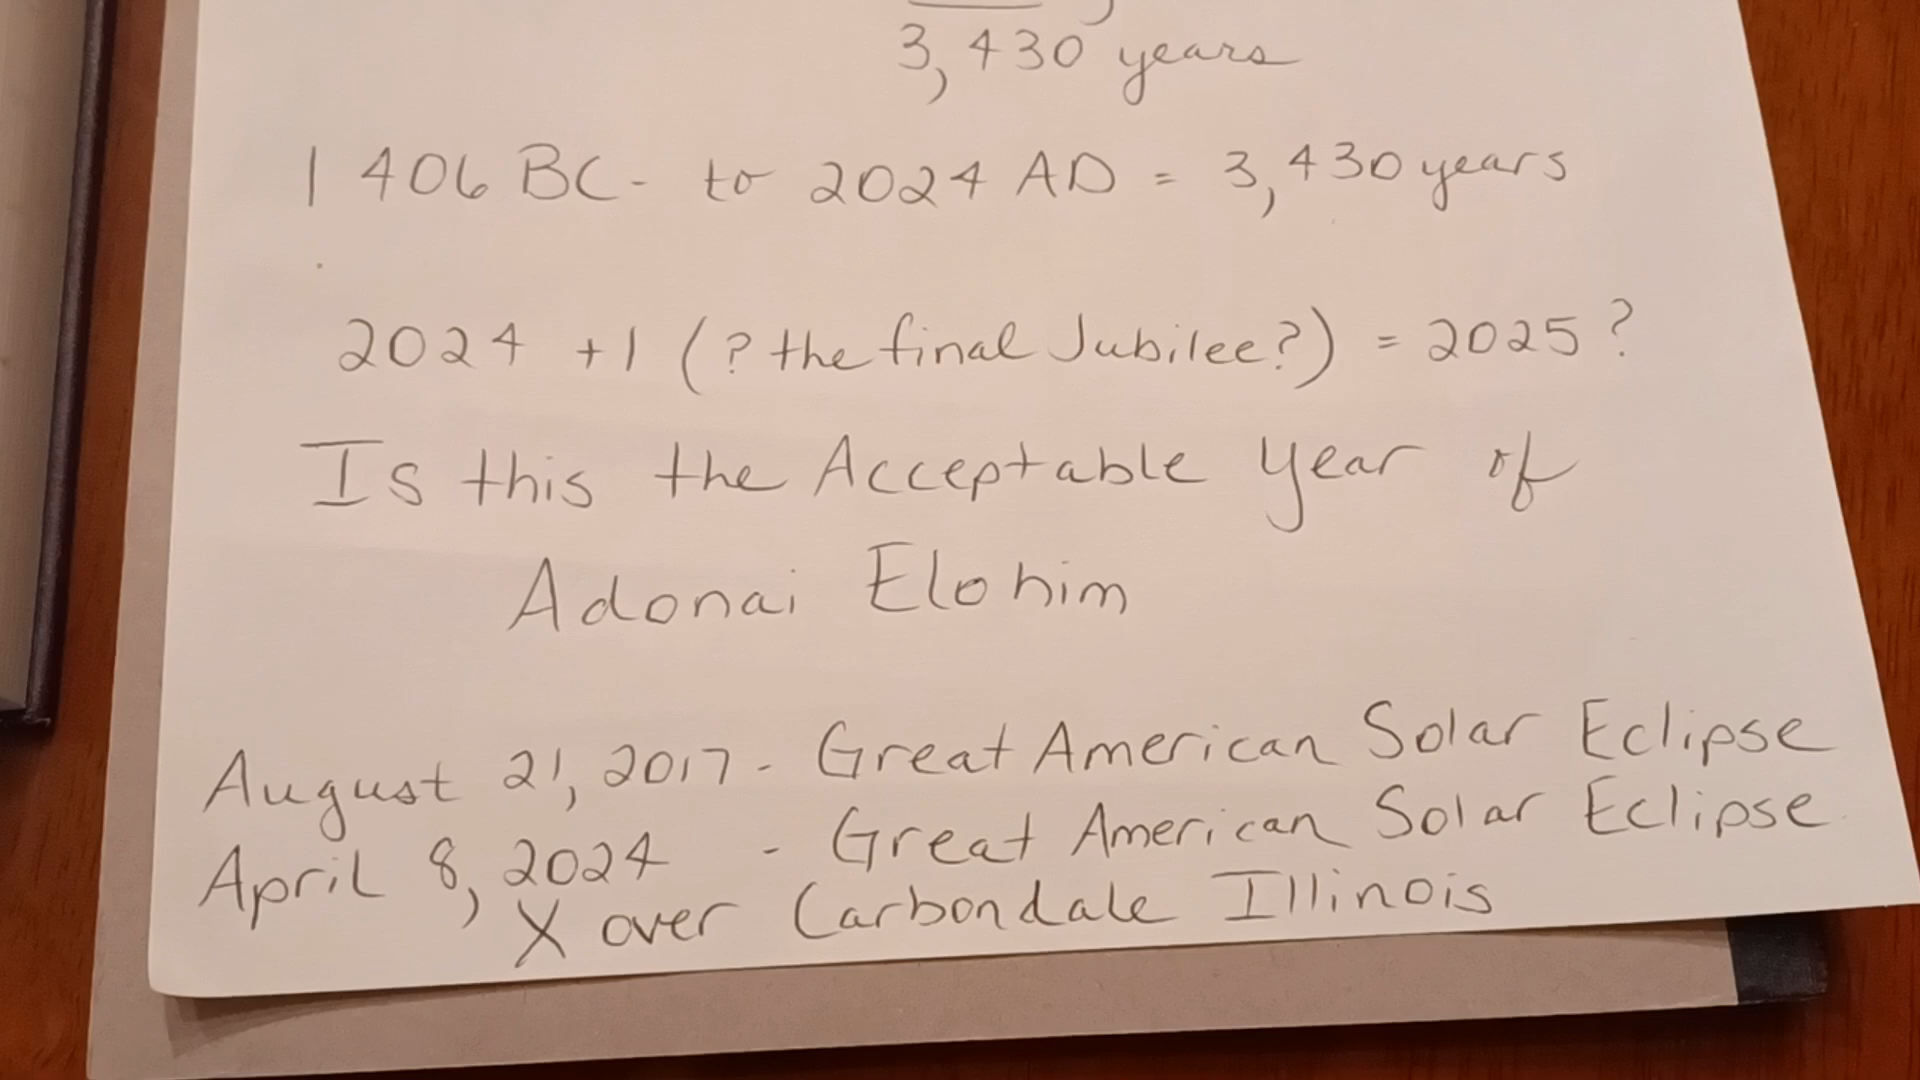 3,430 years
1406 BC - to 2024 AD = 3,430 years
2024 +1 (? the final Jubilee?) = 2025?
Is this the Acceptable year of
Adonai Elohim
August 21, 2017 - Great American Solar Eclipse
April 8, 2024 - Great American Solar Eclipse
X over Carbondale Illinois